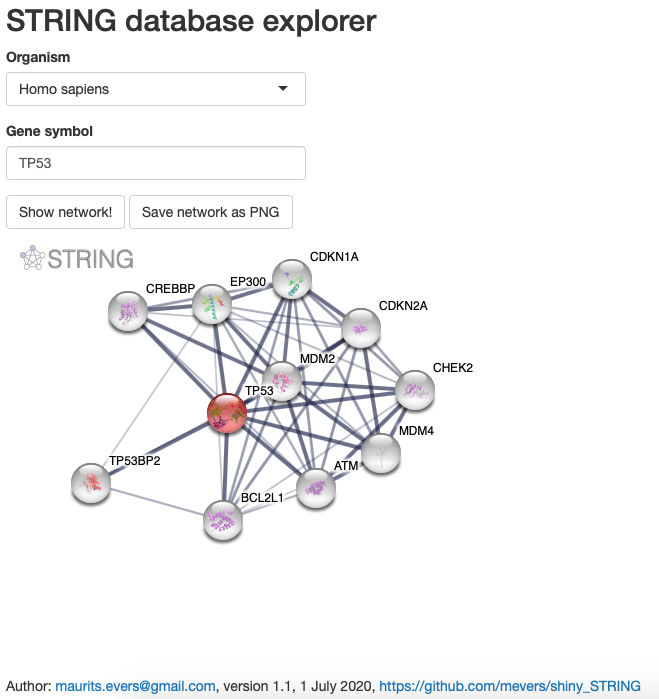 STRING database explorer
Organism
Homo sapiens
Gene symbol
TP53
Show network! Save network as PNG
STRING
CDKN1A
EP300
CREBBP
CDKN2A
MDM2
CHEK2
TP53
MDM4
TP53BP2
ATM
BCL2L1
Author: maurits.evers@gmail.com, version 1.1, 1 July 2020, https://github.com/mevers/shiny_STRING